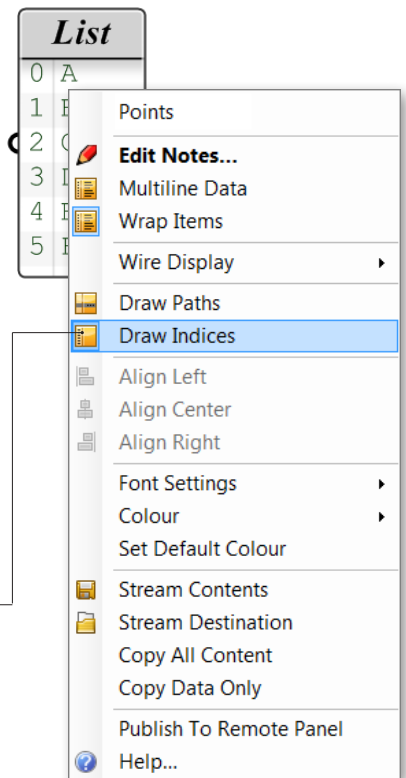 List
0 A
1
2
3
4
5
Points
Edit Notes...
Multiline Data
Wrap Items
Wire Display
Draw Paths
Draw Indices
Align Left
Align Center
Align Right
Font Settings
Colour
Set Default Colour
Stream Contents
Stream Destination
Copy All Content
Copy Data Only
Publish To Remote Panel
Help...